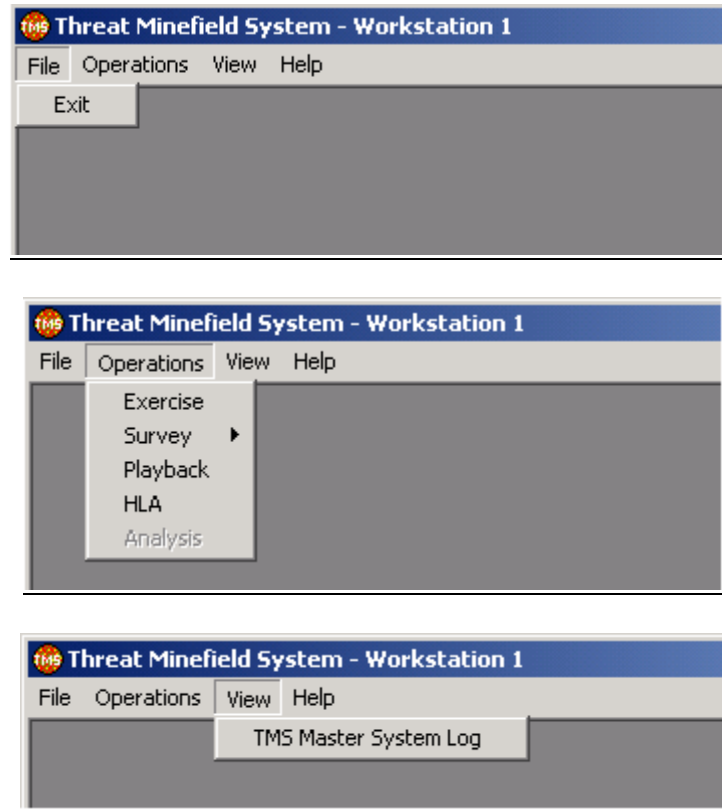 TMS Threat Minefield System - Workstation 1
File Operations View Help
Exit
TMS Threat Minefield System - Workstation 1
File Operations View Help
Exercise
Survey
Playback
HLA
Analysis
TMS Threat Minefield System - Workstation 1
File Operations View Help
TMS Master System Log